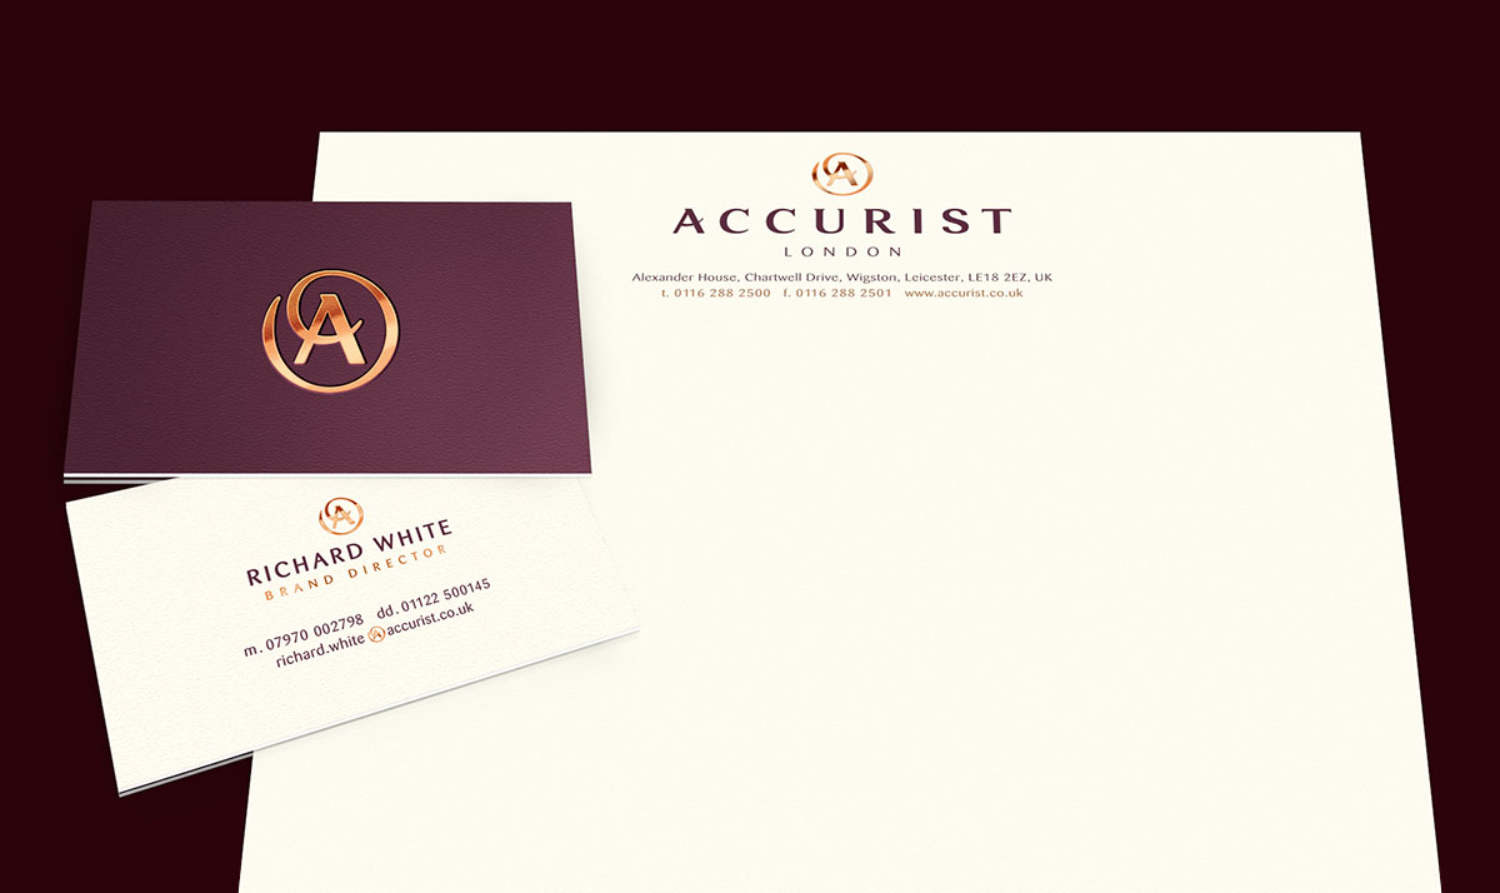 A
ACCURIST
LONDON
Alexander House, Chartwell Drive, Wigston, Leicester, LE18 2EZ, UK
t. 0116 288 2500 f. 0116 288 2501 www.accurist.co.uk
A
A
RICHARD WHITE
BRAND DIRECTOR
m. 07970 002798 dd. 01122 500145
richard.white@accurist.co.uk